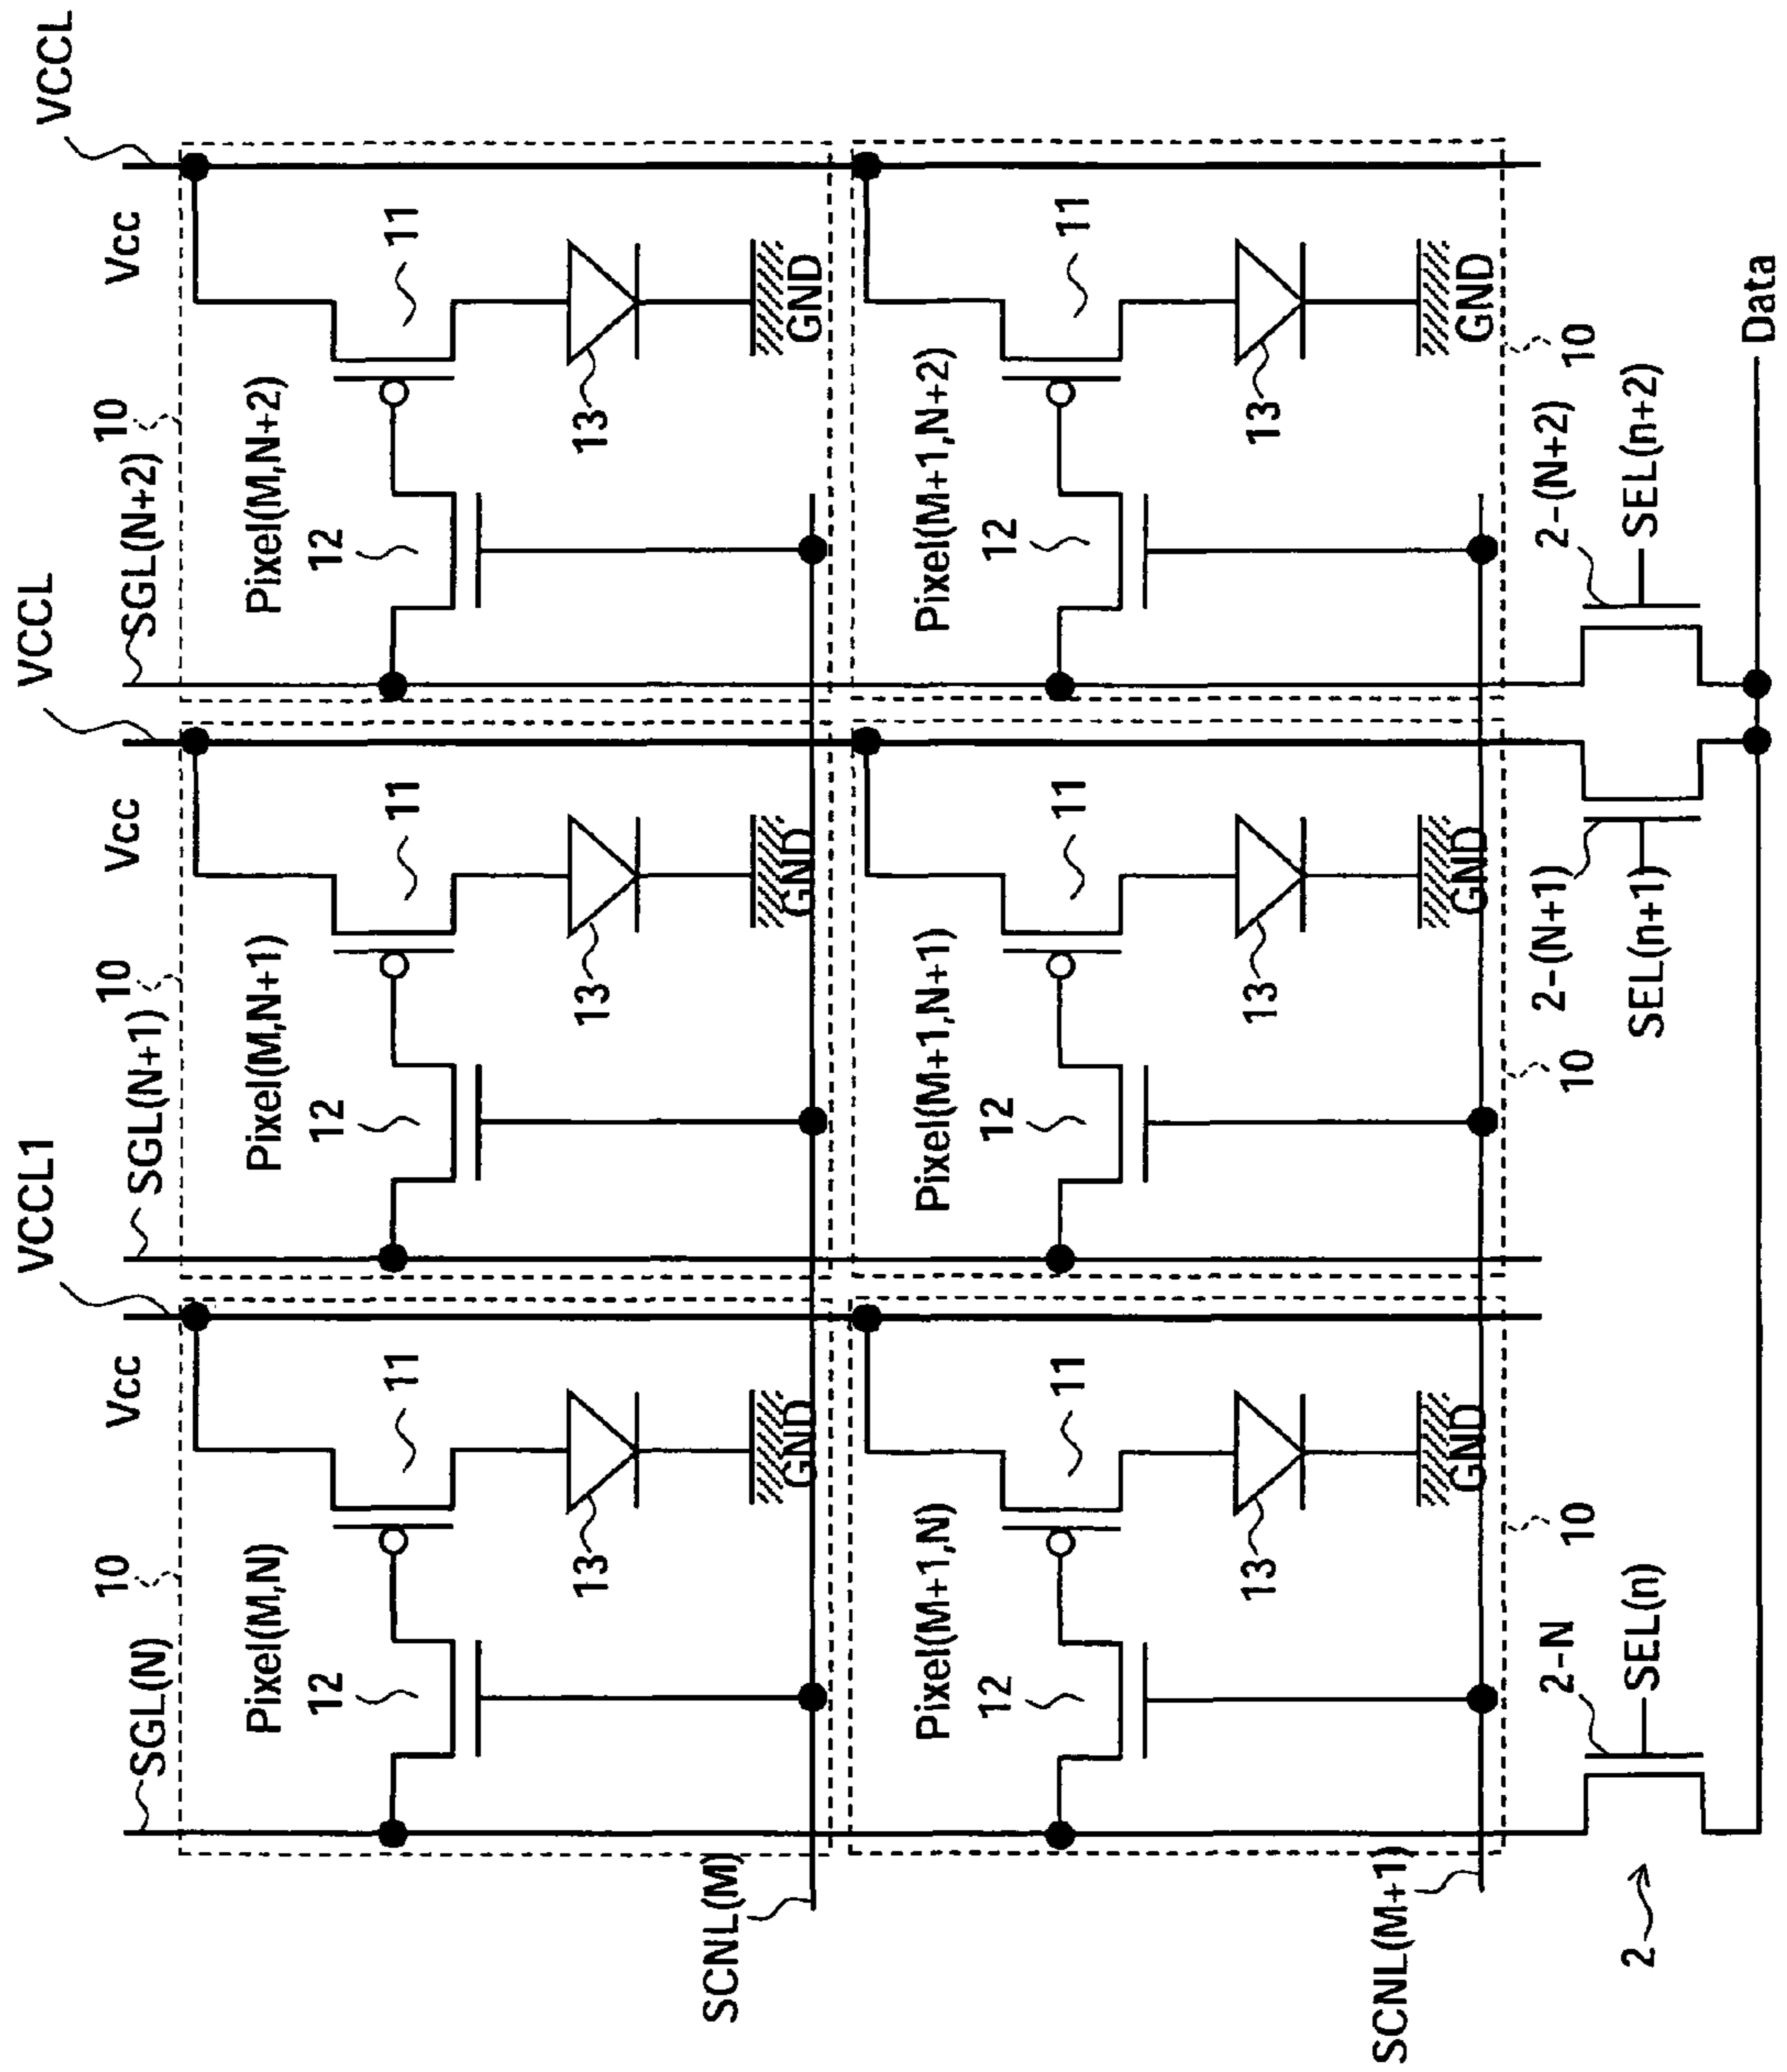 VCCL1
VCCL
VCCL
10
Vcc
10
Vcc
10
Vcc
SGL(N)
SGL(N+1)
SGL(N+2)
Pixel(M,N)
Pixel(M,N+1)
Pixel(M,N+2)
12
11
12
11
12
11
13
13
13
SCNL(M)
GND
GND
GND
Pixel(M+1,N)
Pixel(M+1,N+1)
Pixel(M+1,N+2)
12
11
12
11
12
11
13
13
13
SCNL(M+1)
GND
GND
GND
10
10
10
2-N
2-(N+1)
2-(N+2)
2
SEL(n)
SEL(n+1)
SEL(n+2)
Data